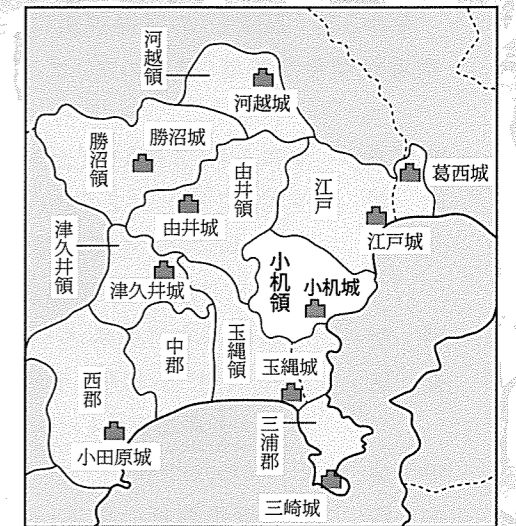 河越領
河越城
勝沼領
勝沼城
由井領
由井城
江戸
葛西城
江戸城
津久井領
津久井城
小机領
小机城
中郡
玉縄領
玉縄城
西郡
小田原城
三浦郡
三崎城